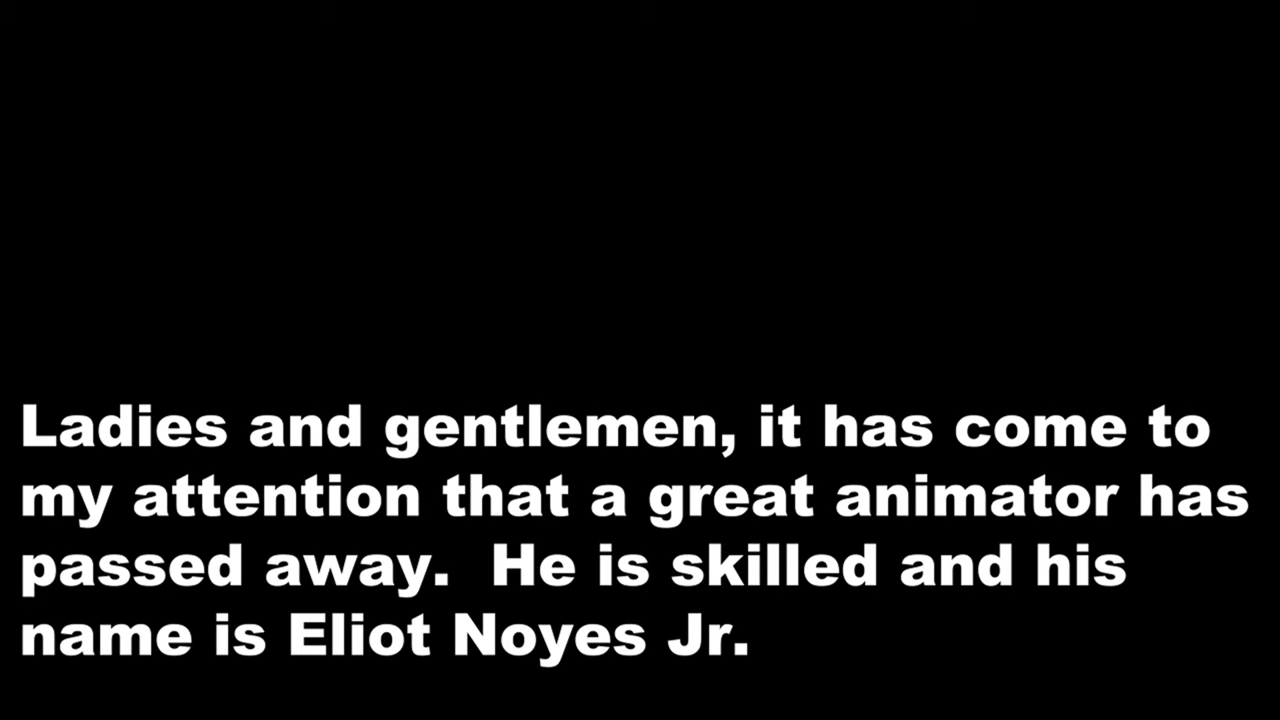 Ladies and gentlemen, it has come to
my attention that a great animator has
passed away.  He is skilled and his
name is Eliot Noyes Jr.